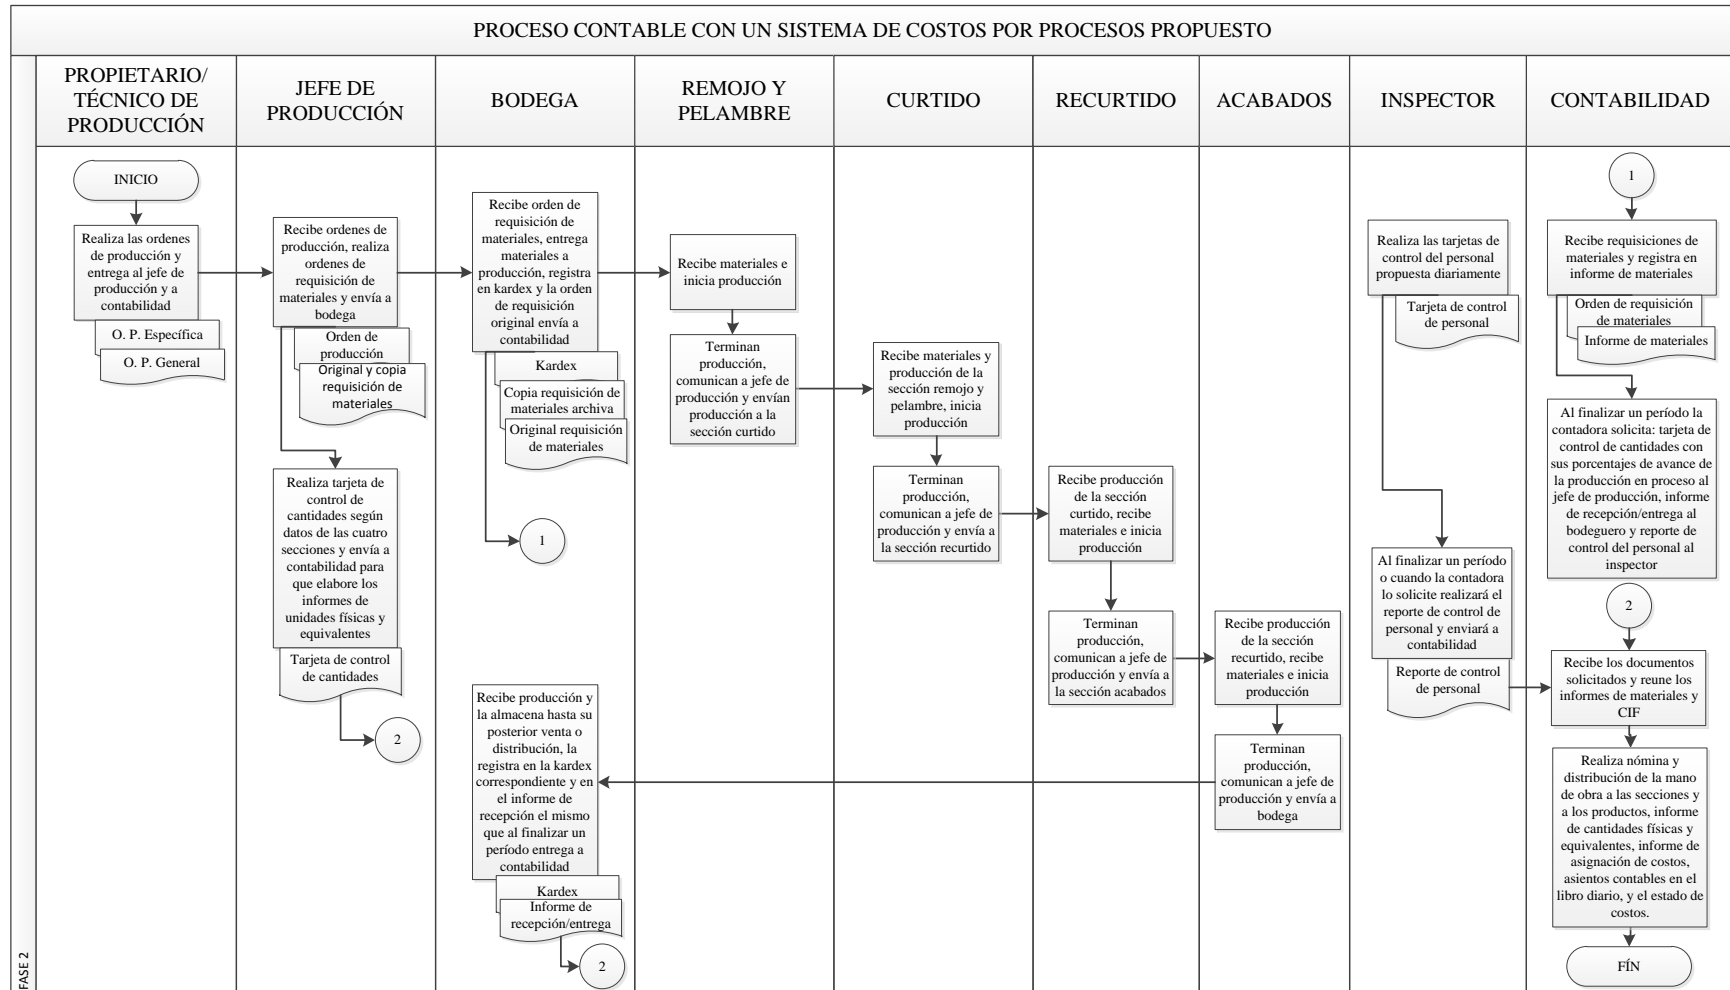 PROCESO CONTABLE CON UN SISTEMA DE COSTOS POR PROCESOS PROPUESTO
FASE 2
PROPIETARIO/
TÉCNICO DE
PRODUCCIÓN
JEFE DE
PRODUCCIÓN
BODEGA
REMOJO Y
PELAMBRE
CURTIDO
RECURTIDO
ACABADOS
INSPECTOR
CONTABILIDAD
INICIO
Realiza las ordenes
de producción y
entrega al jefe de
producción y a
contabilidad
O. P. Específica
O. P. General
Recibe ordenes de
producción, realiza
ordenes de
requisición de
materiales y envía a
bodega
Orden de
producción
Original y copia
requisición de
materiales
Realiza tarjeta de
control de
cantidades según
datos de las cuatro
secciones y envía a
contabilidad para
que elabore los
informes de
unidades físicas y
equivalentes
Tarjeta de control
de cantidades
2
Recibe orden de
requisición de
materiales, entrega
materiales a
producción, registra
en kardex y la orden
de requisición
original envía a
contabilidad
Kardex
Copia requisición de
materiales archiva
Original requisición
de materiales
1
Recibe producción y
la almacena hasta su
posterior venta o
distribución, la
registra en la kardex
correspondiente y en
el informe de
recepción el mismo
que al finalizar un
período entrega a
contabilidad
Kardex
Informe de
recepción/entrega
2
Recibe materiales e
inicia producción
Terminan
producción,
comunican a jefe de
producción y envían
producción a la
sección curtido
Recibe materiales y
producción de la
sección remojo y
pelambre, inicia
producción
Terminan
producción,
comunican a jefe de
producción y envía a
la sección recurtido
Recibe producción
de la sección
curtido, recibe
materiales e inicia
producción
Terminan
producción,
comunican a jefe de
producción y envía a
la sección acabados
Recibe producción
de la sección
recurtido, recibe
materiales e inicia
producción
Terminan
producción,
comunican a jefe de
producción y envía a
bodega
Realiza las tarjetas de
control del personal
propuesta diariamente
Tarjeta de control
de personal
Al finalizar un período
o cuando la contadora
lo solicite realizará el
reporte de control de
personal y enviará a
contabilidad
Reporte de control
de personal
1
Recibe requisiciones de
materiales y registra en
informe de materiales
Orden de requisición
de materiales
Informe de materiales
Al finalizar un período la
contadora solicita: tarjeta de
control de cantidades con
sus porcentajes de avance de
la producción en proceso al
jefe de producción, informe
de recepción/entrega al
bodeguero y reporte de
control del personal al
inspector
2
Recibe los documentos
solicitados y reune los
informes de materiales y
CIF
Realiza nómina y
distribución de la mano
de obra a las secciones y
a los productos, informe
de cantidades físicas y
equivalentes, informe de
asignación de costos,
asientos contables en el
libro diario, y el estado de
costos.
FÍN